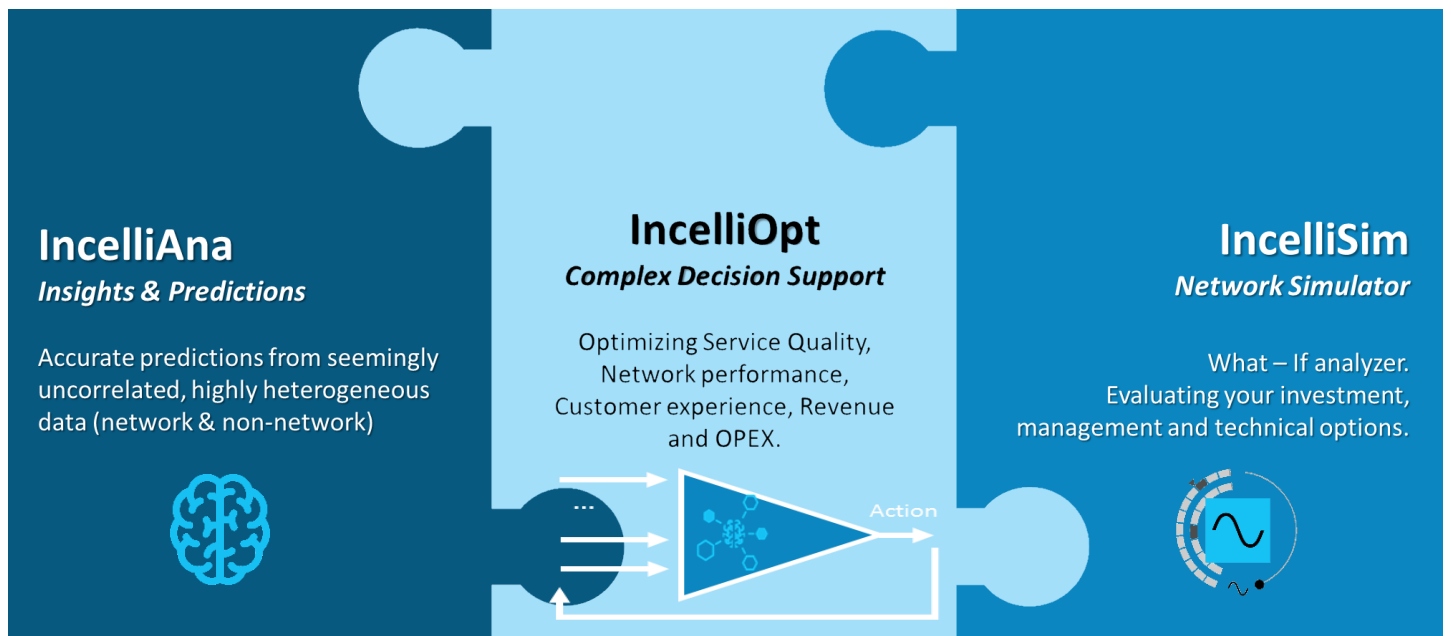 IncelliAna
Insights & Predictions
Accurate predictions from seemingly
uncorrelated, highly heterogeneous
data (network & non-network)
IncelliOpt
Complex Decision Support
Optimizing Service Quality,
Network performance,
Customer experience, Revenue
and OPEX.
...
Action
IncelliSim
Network Simulator
What – If analyzer.
Evaluating your investment,
management and technical options.